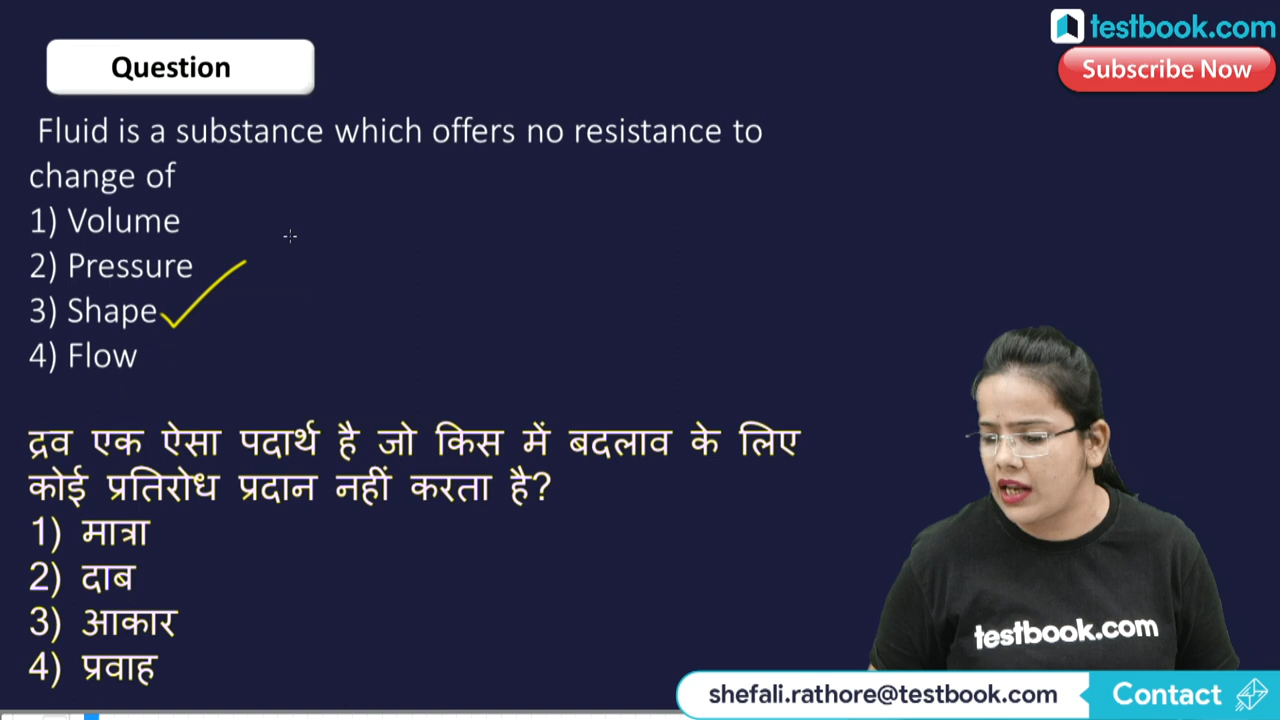 testbook.com
Subscribe Now
Question
Fluid is a substance which offers no resistance to
change of
1) Volume
2) Pressure
3) Shape
4) Flow
द्रव एक ऐसा पदार्थ है जो किस में बदलाव के लिए
कोई प्रतिरोध प्रदान नहीं करता है?
1) मात्रा
2) दाब
3) आकार
4) प्रवाह
testbook.com
shefali.rathore@testbook.com
Contact